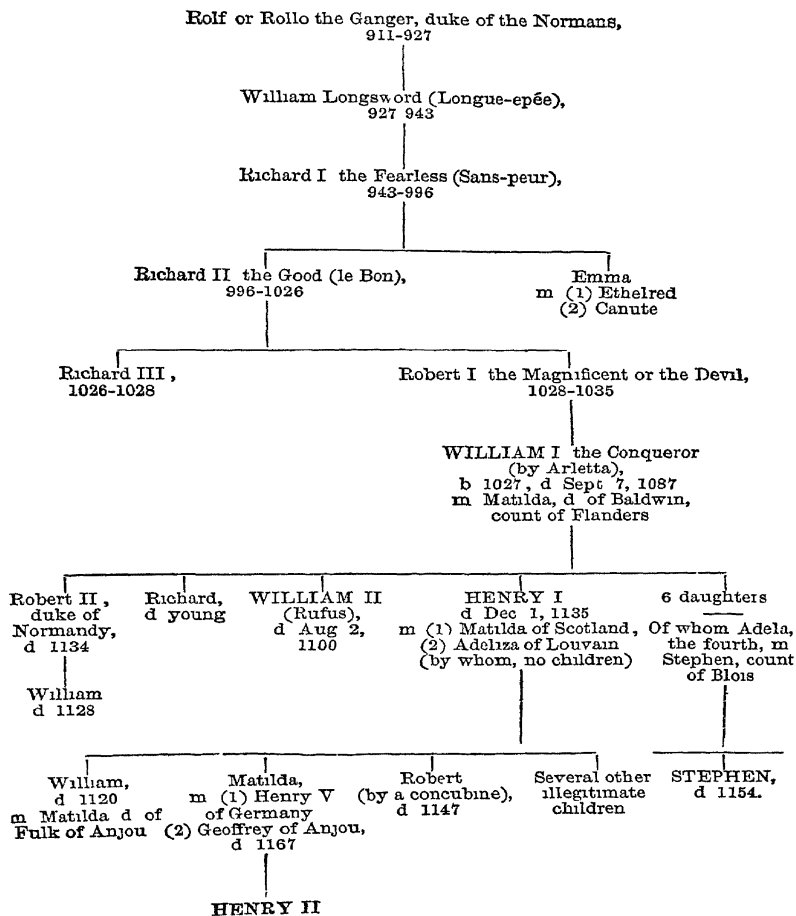 Rolf or Rollo the Ganger, duke of the Normans,
911-927
William Longsword (Longue-epée),
927 943
Richard I the Fearless (Sans-peur),
943-996
Richard II the Good (le Bon),
996-1026
Emma
m (1) Ethelred
(2) Canute
Richard III,
1026-1028
Robert I the Magnificent or the Devil,
1028-1035
WILLIAM I the Conqueror
(by Arletta),
b 1027, d Sept 7, 1087
m Matilda, d of Baldwin,
count of Flanders
Robert II,
duke of
Normandy,
d 1134
William
d 1128
Richard,
d young
WILLIAM II
(Rufus),
d Aug 2,
1100
HENRY I
d Dec 1, 1135
m (1) Matilda of Scotland,
(2) Adeliza of Louvain
(by whom, no children)
6 daughters
Of whom Adela,
the fourth, m
Stephen, count
of Blois
William,
d 1120
m Matilda d of
Fulk of Anjou
Matilda,
m (1) Henry V
of Germany
(2) Geoffrey of Anjou,
d 1167
Robert
(by a concubine),
d 1147
Several other
illegitimate
children
STEPHEN,
d 1154.
HENRY II